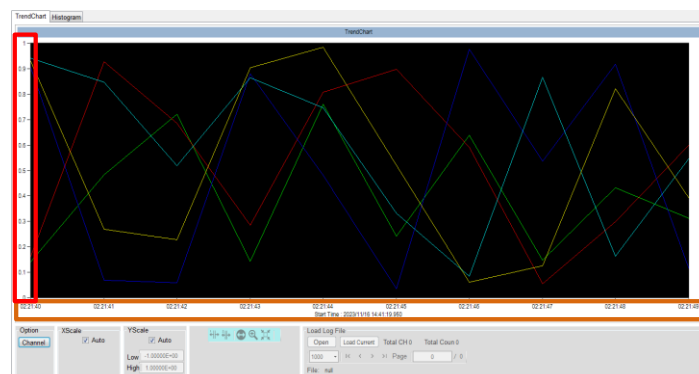 TrendChart Histogram
TrendChart
1
0.9
0.8
0.7
0.6
0.5
0.4
0.3
0.2
0.1
0
02:21:40 02:21:41 02:21:42 02:21:43 02:21:44 02:21:45 02:21:46 02:21:47 02:21:48 02:21:49
Start Time : 2023/11/16 14:41:19.950
Option XScale YScale Load Log File
Channel Auto Auto Open Load Current Total CH 0 Total Coun 0
Low -1.00000E+00 1000 Page 0 / 0
High 1.00000E+00 File: null